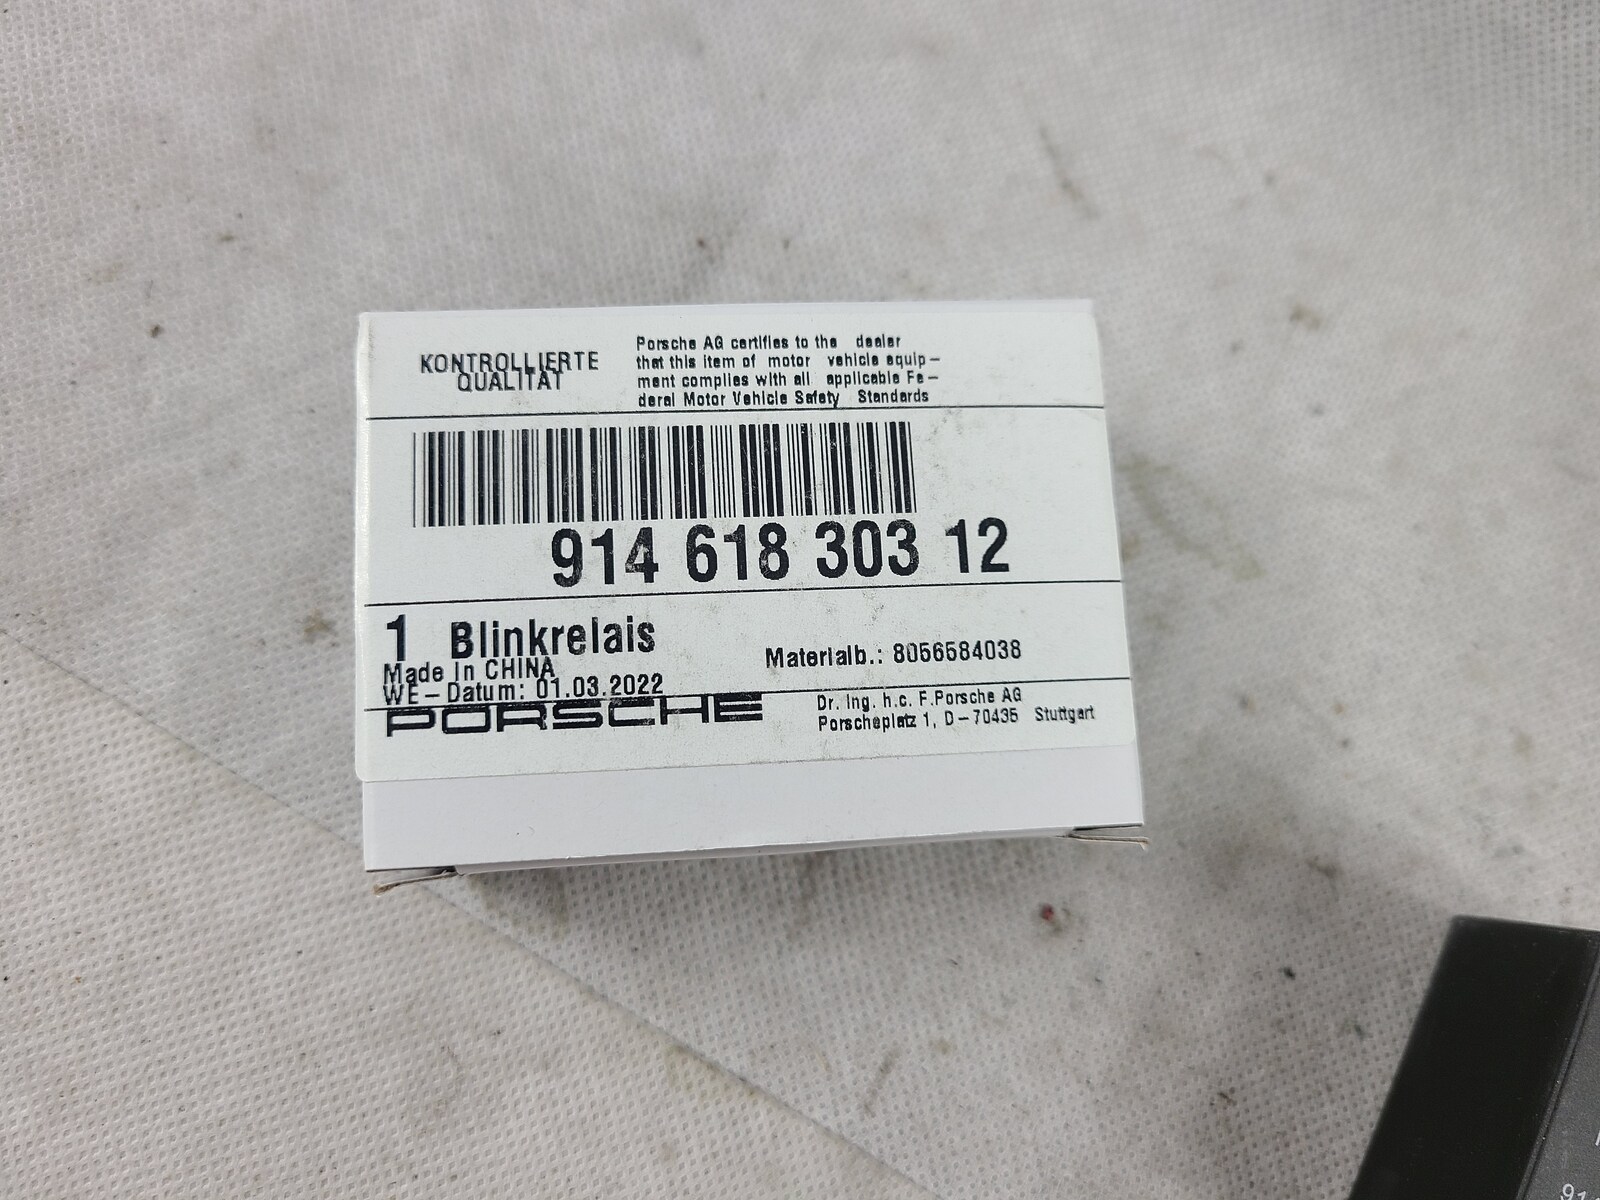 KONTROLLIERTE
QUALITÄT
Porsche AG certifies to the dealer
that this item of motor vehicle equip-
ment complies with all applicable Fe-
deral Motor Vehicle Safety Standards
914 618 303 12
1 Blinkrelais
Made in CHINA
WE-Datum: 01.03.2022
Materialb.: 8056584038
PORSCHE
Dr. Ing. h.c. F.Porsche AG
Porscheplatz 1, D-70435 Stuttgart